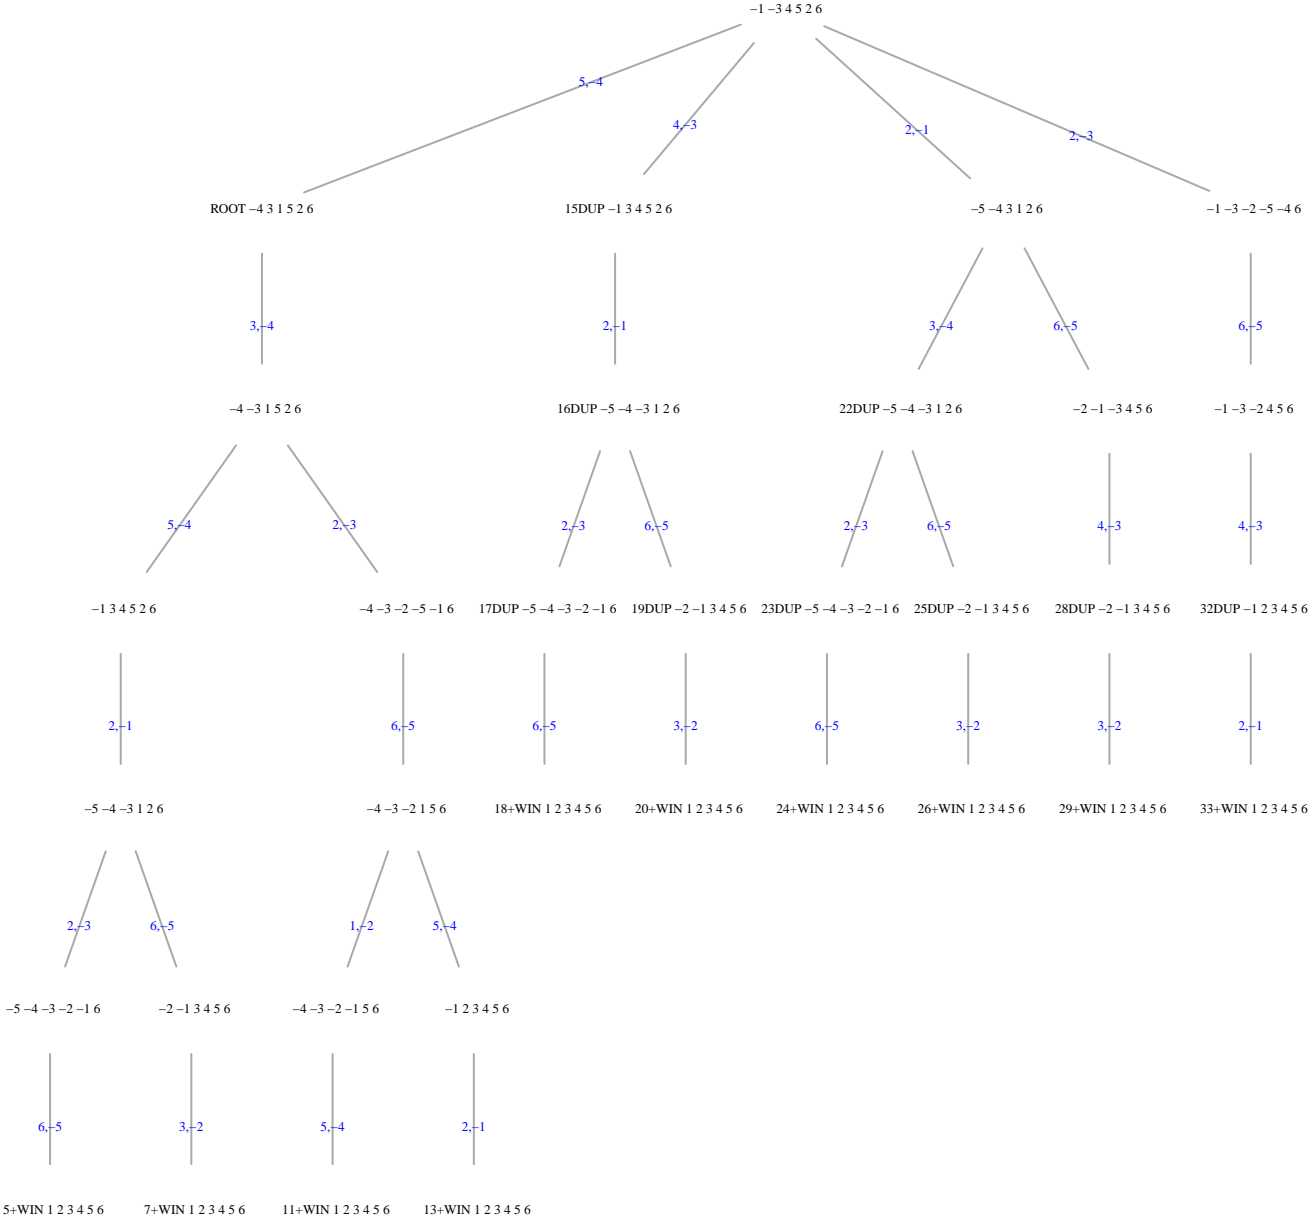 −1 −3 4 5 2 6
5,−4
4,−3
2,−1
2,−3
ROOT −4 3 1 5 2 6
15DUP −1 3 4 5 2 6
−5 −4 3 1 2 6
−1 −3 −2 −5 −4 6
3,−4
2,−1
3,−4
6,−5
6,−5
−4 −3 1 5 2 6
16DUP −5 −4 −3 1 2 6
22DUP −5 −4 −3 1 2 6
−2 −1 −3 4 5 6
−1 −3 −2 4 5 6
5,−4
2,−3
2,−3
6,−5
2,−3
6,−5
4,−3
4,−3
−1 3 4 5 2 6
−4 −3 −2 −5 −1 6
17DUP −5 −4 −3 −2 −1 6
19DUP −2 −1 3 4 5 6
23DUP −5 −4 −3 −2 −1 6
25DUP −2 −1 3 4 5 6
28DUP −2 −1 3 4 5 6
32DUP −1 2 3 4 5 6
2,−1
6,−5
6,−5
3,−2
6,−5
3,−2
3,−2
2,−1
−5 −4 −3 1 2 6
−4 −3 −2 1 5 6
18+WIN 1 2 3 4 5 6
20+WIN 1 2 3 4 5 6
24+WIN 1 2 3 4 5 6
26+WIN 1 2 3 4 5 6
29+WIN 1 2 3 4 5 6
33+WIN 1 2 3 4 5 6
2,−3
6,−5
1,−2
5,−4
−5 −4 −3 −2 −1 6
−2 −1 3 4 5 6
−4 −3 −2 −1 5 6
−1 2 3 4 5 6
6,−5
3,−2
5,−4
2,−1
5+WIN 1 2 3 4 5 6
7+WIN 1 2 3 4 5 6
11+WIN 1 2 3 4 5 6
13+WIN 1 2 3 4 5 6